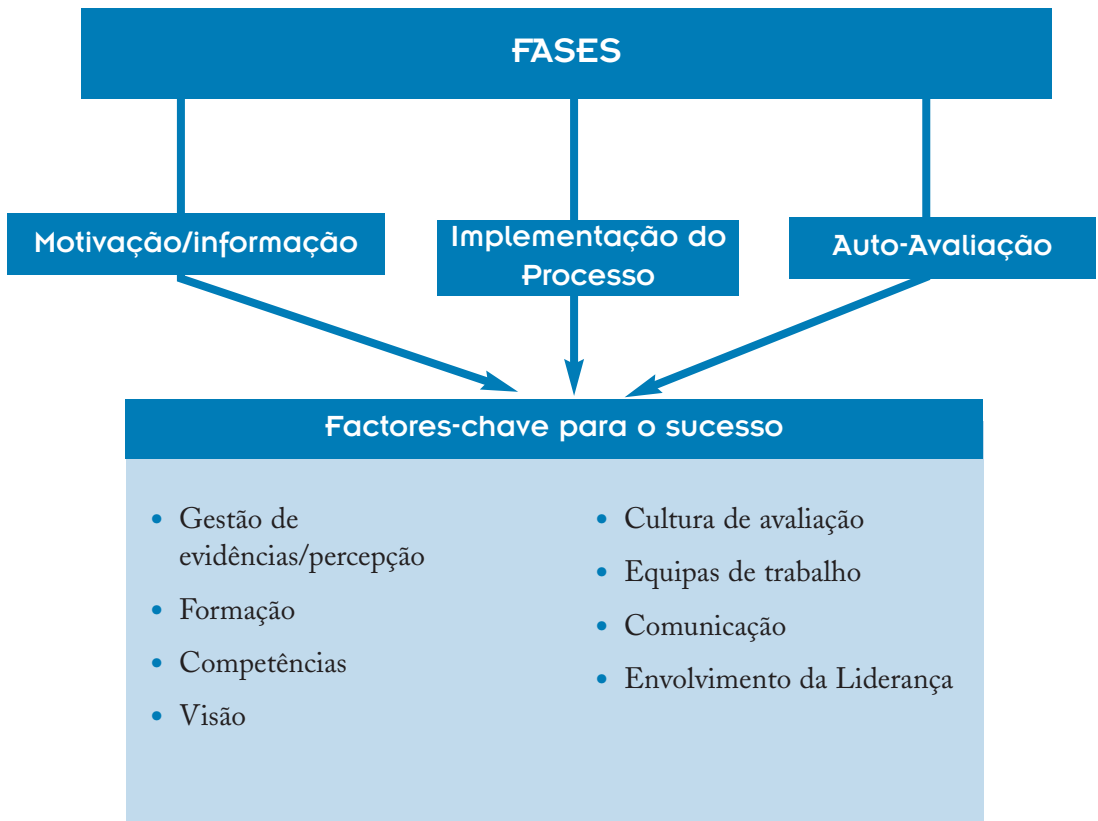 FASES
Motivação/informação
Implementação do
Processo
Auto-Avaliação
Factores-chave para o sucesso
• Gestão de
evidências/percepção
• Formação
• Competências
• Visão
• Cultura de avaliação
• Equipas de trabalho
• Comunicação
• Envolvimento da Liderança